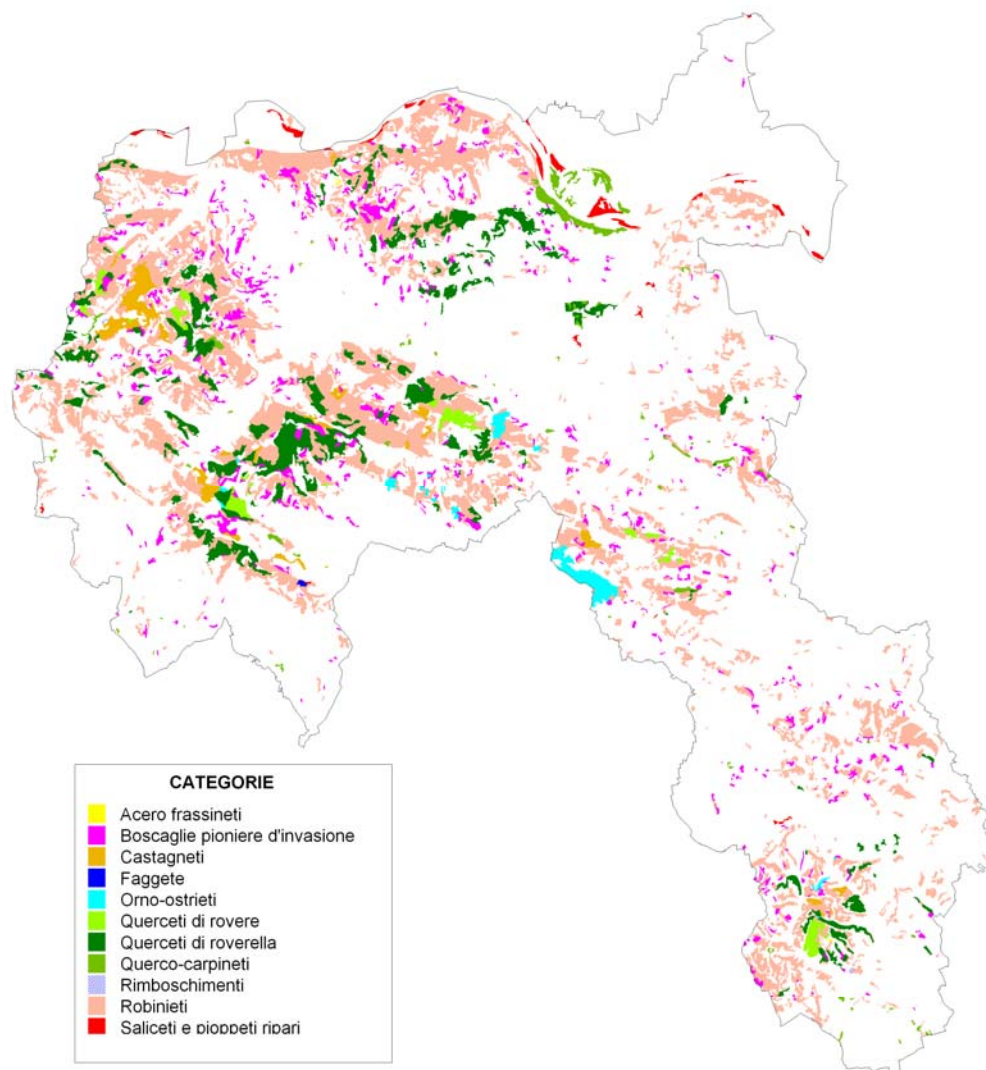 CATEGORIE
Acero frassineti
Boscaglie pioniere d'invasione
Castagneti
Faggete
Orno-ostrieti
Querceti di rovere
Querceti di roverella
Querco-carpineti
Rimboschimenti
Robinieti
Saliceti e pioppeti ripari